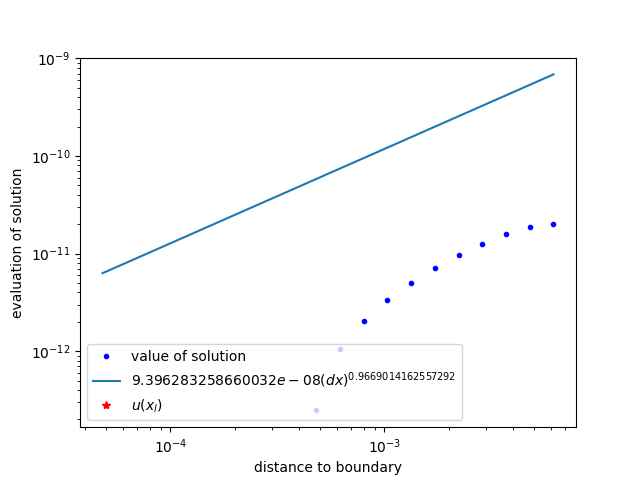 10⁻⁹
10⁻¹⁰
10⁻¹¹
10⁻¹²
evaluation of solution
value of solution
9.396283258660032e − 08(dx)^0.9669014162557292
u(x_l)
10⁻⁴
10⁻³
distance to boundary